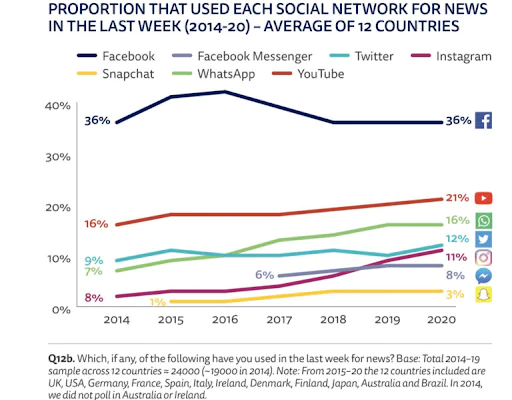 PROPORTION THAT USED EACH SOCIAL NETWORK FOR NEWS
IN THE LAST WEEK (2014-20) – AVERAGE OF 12 COUNTRIES
Facebook Facebook Messenger Twitter Instagram
Snapchat WhatsApp YouTube
40%
36% 36%
30%
20% 21%
16% 16%
12%
9% 11%
10%
7% 6% 8%
8% 1% 3%
0%
2014 2015 2016 2017 2018 2019 2020
Q12b. Which, if any, of the following have you used in the last week for news? Base: Total 2014–19
sample across 12 countries ≈ 24000 (~19000 in 2014). Note: From 2015–20 the 12 countries included are
UK, USA, Germany, France, Spain, Italy, Ireland, Denmark, Finland, Japan, Australia and Brazil. In 2014,
we did not poll in Australia or Ireland.